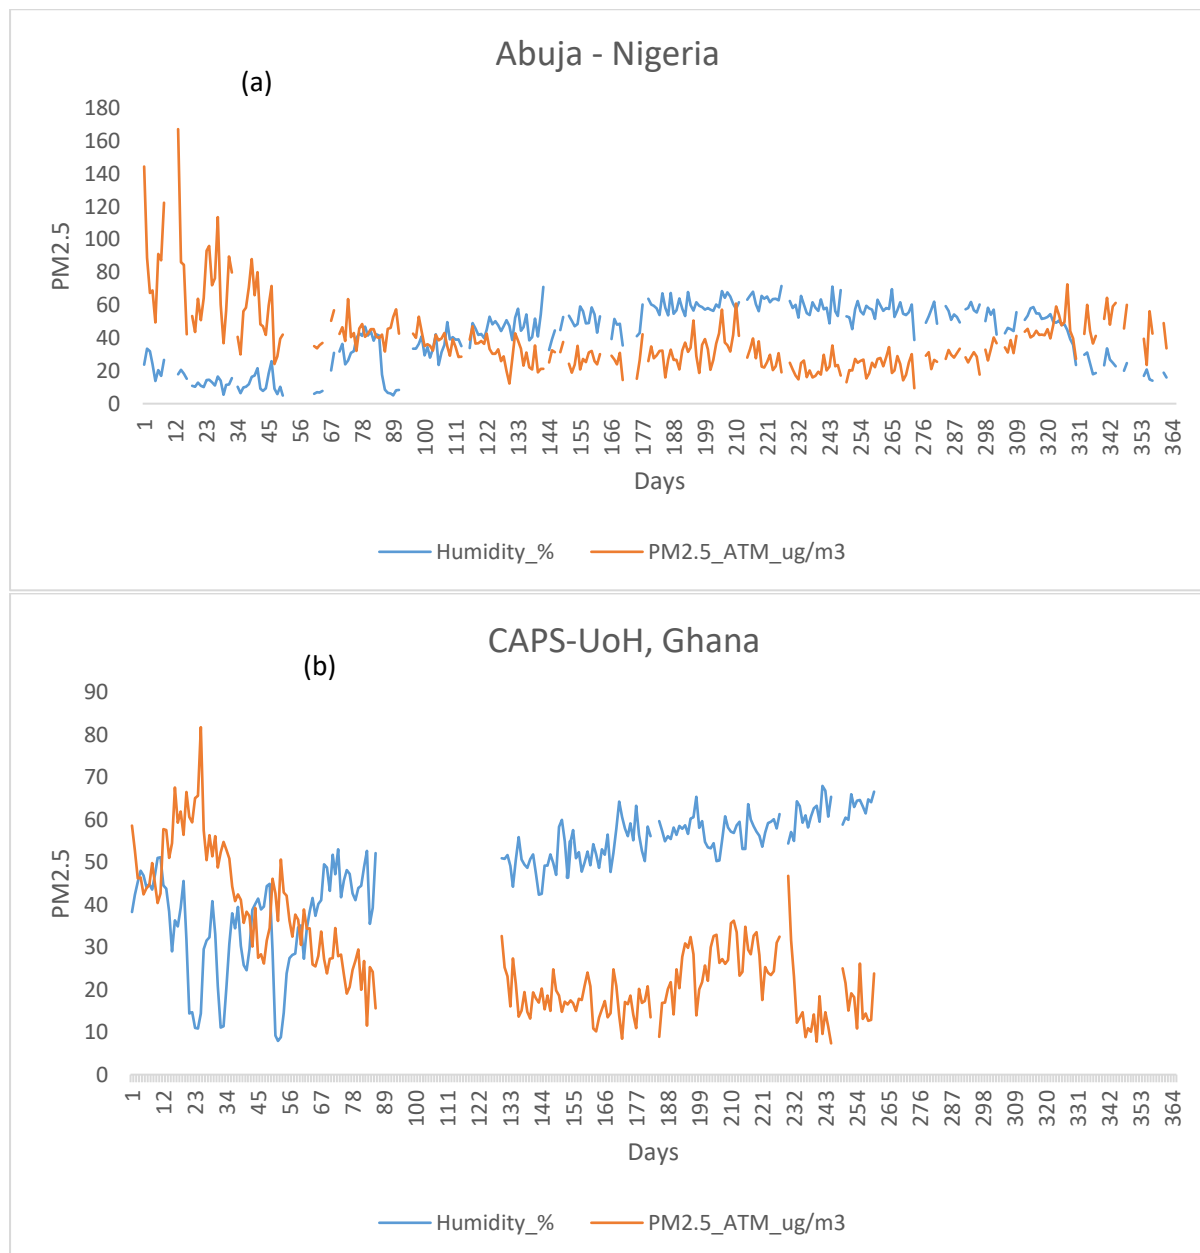 Abuja - Nigeria
(a)
180
160
140
120
100
80
60
40
20
0
PM2.5
1 12 23 34 45 56 67 78 89 100 111 122 133 144 155 166 177 188 199 210 221 232 243 254 265 276 287 298 309 320 331 342 353 364
Days
Humidity_% PM2.5_ATM_ug/m3
CAPS-UoH, Ghana
(b)
90
80
70
60
50
40
30
20
10
0
PM2.5
1 12 23 34 45 56 67 78 89 100 111 122 133 144 155 166 177 188 199 210 221 232 243 254 265 276 287 298 309 320 331 342 353 364
Days
Humidity_% PM2.5_ATM_ug/m3